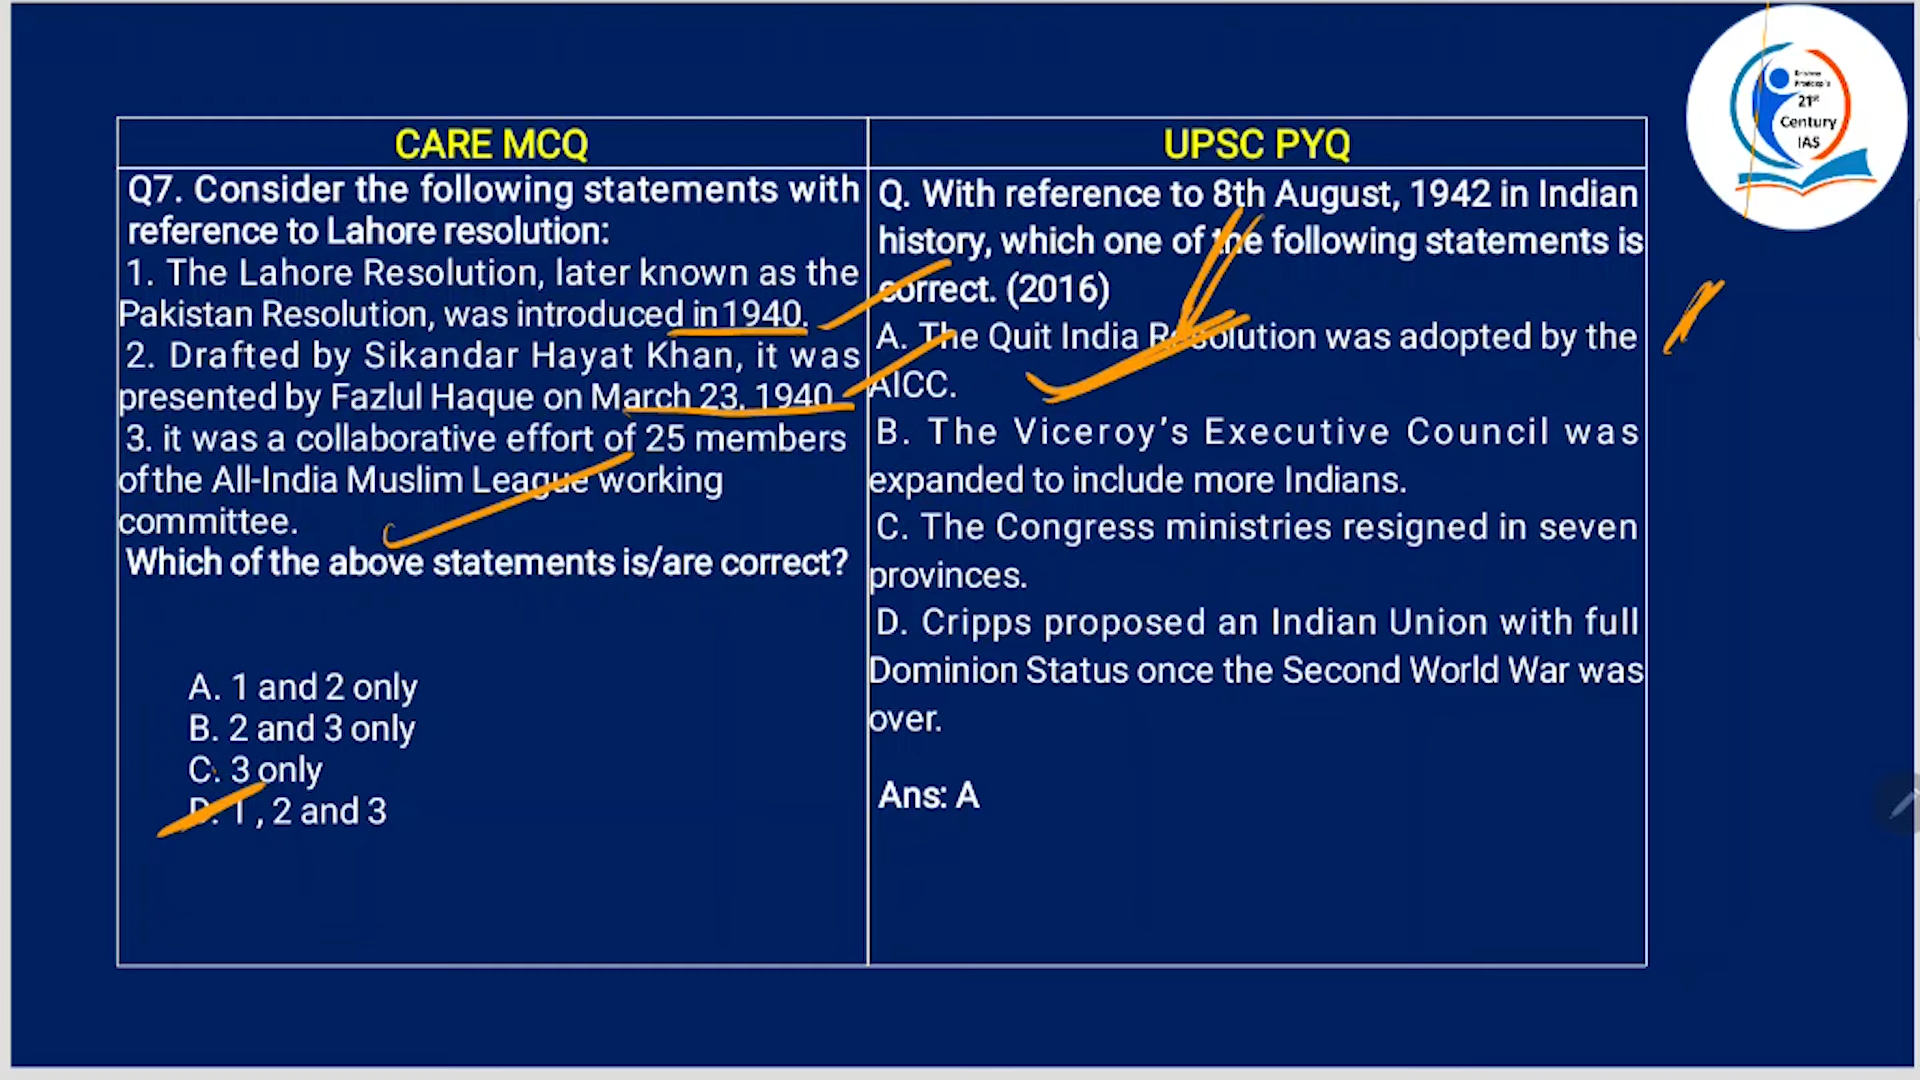 CARE MCQ
Q7. Consider the following statements with
reference to Lahore resolution:
1. The Lahore Resolution, later known as the
Pakistan Resolution, was introduced in 1940.
2. Drafted by Sikandar Hayat Khan, it was
presented by Fazlul Haque on March 23, 1940
3. it was a collaborative effort of 25 members
ofthe All-India Muslim League working
committee.
Which of the above statements is/are correct?
A. 1 and 2 only
B. 2 and 3 only
C. 3 only
D. 1 , 2 and 3
UPSC PYQ
Q. With reference to 8th August, 1942 in Indian
history, which one of the following statements is
correct. (2016)
A. The Quit India Resolution was adopted by the
AICC.
B. The Viceroy’s Executive Council was
expanded to include more Indians.
C. The Congress ministries resigned in seven
provinces.
D. Cripps proposed an Indian Union with full
Dominion Status once the Second World War was
over.
Ans: A
Krishna
Pradeep's
21st
Century
IAS